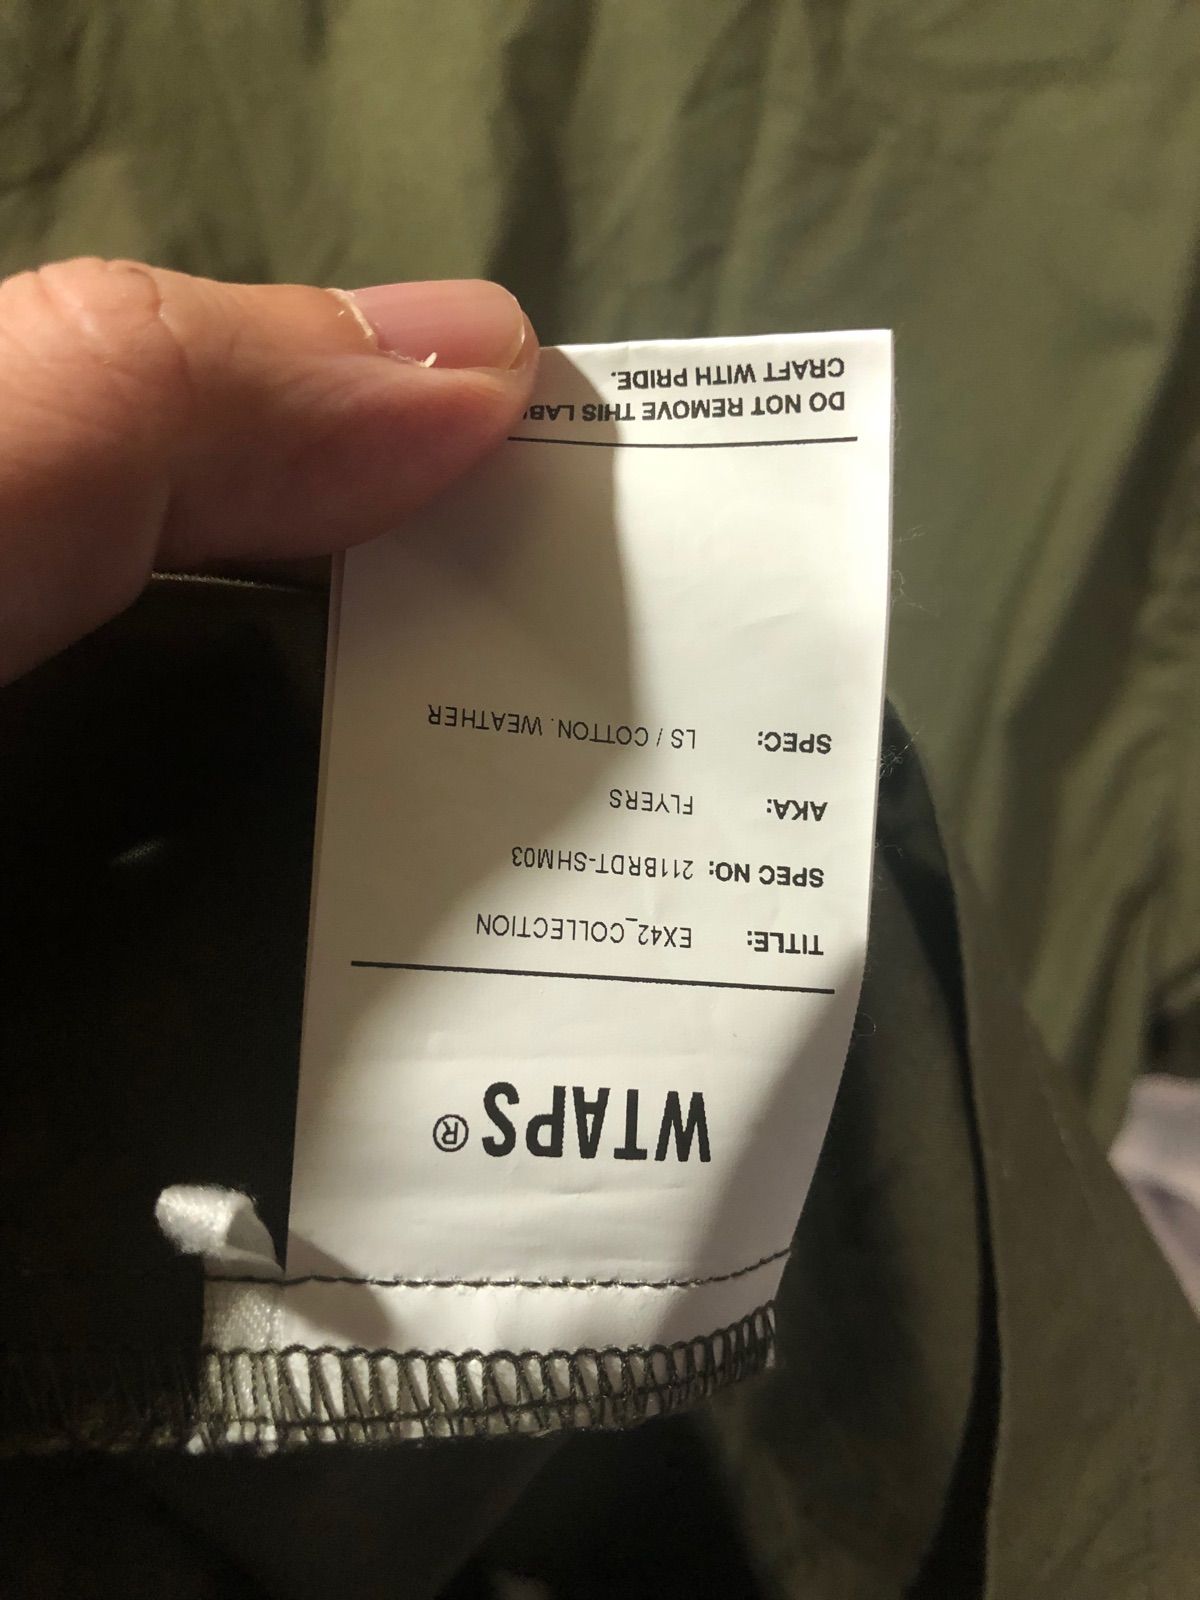 WTAPS®
TITLE: EX42_COLLECTION
SPEC NO: 211BRDT-SHM03
AKA: FLYERS
SPEC: LS / COTTON. WEATHER
DO NOT REMOVE THIS
CRAFT WITH PRIDE.